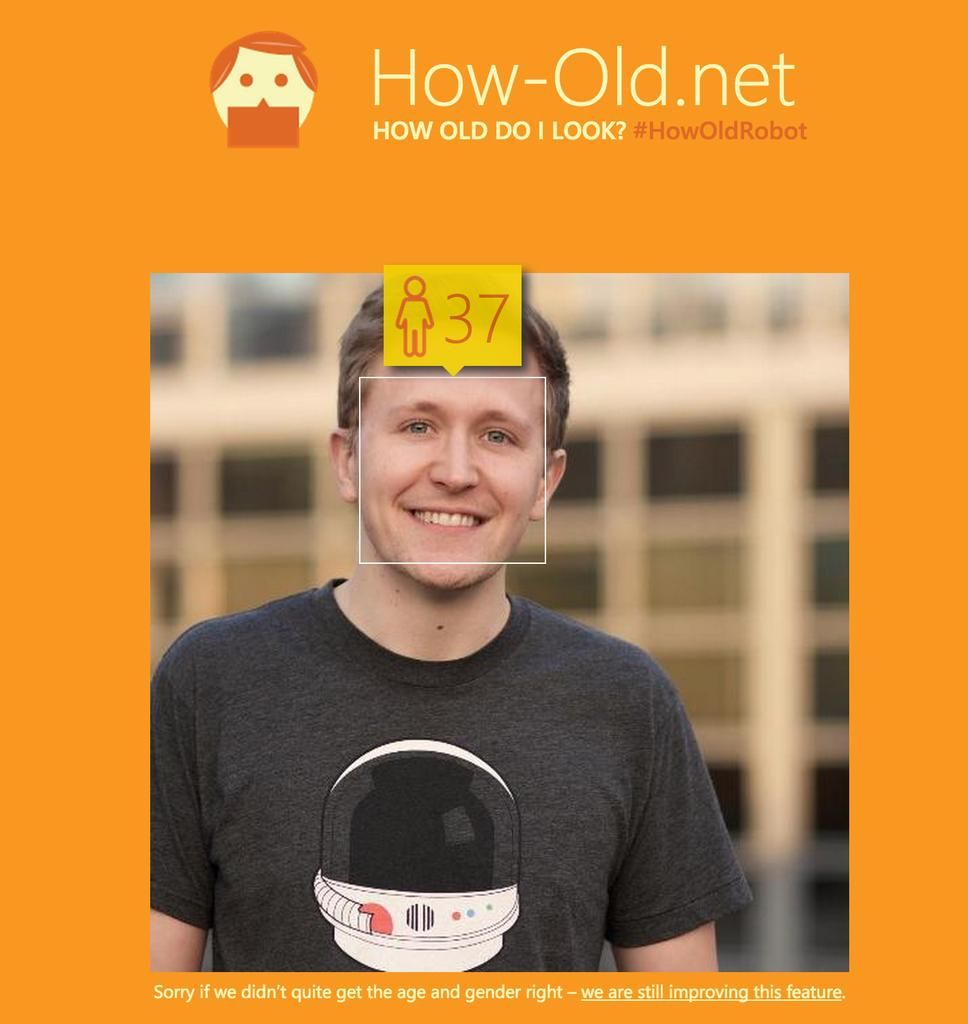 How-Old.net
HOW OLD DO I LOOK? #HowOldRobot
37
Sorry if we didn't quite get the age and gender right – we are still improving this feature.